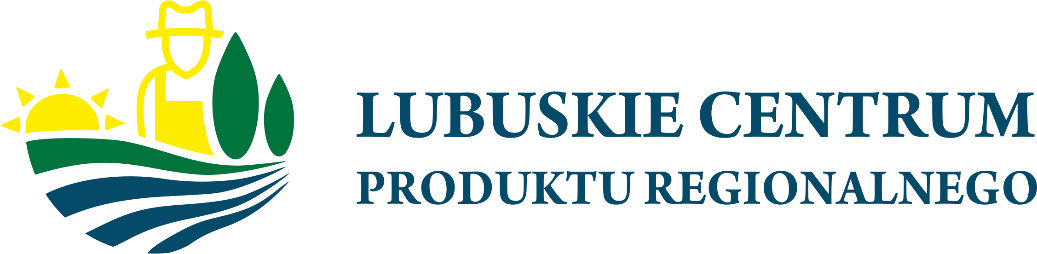 LUBUSKIE CENTRUM
PRODUKTU REGIONALNEGO